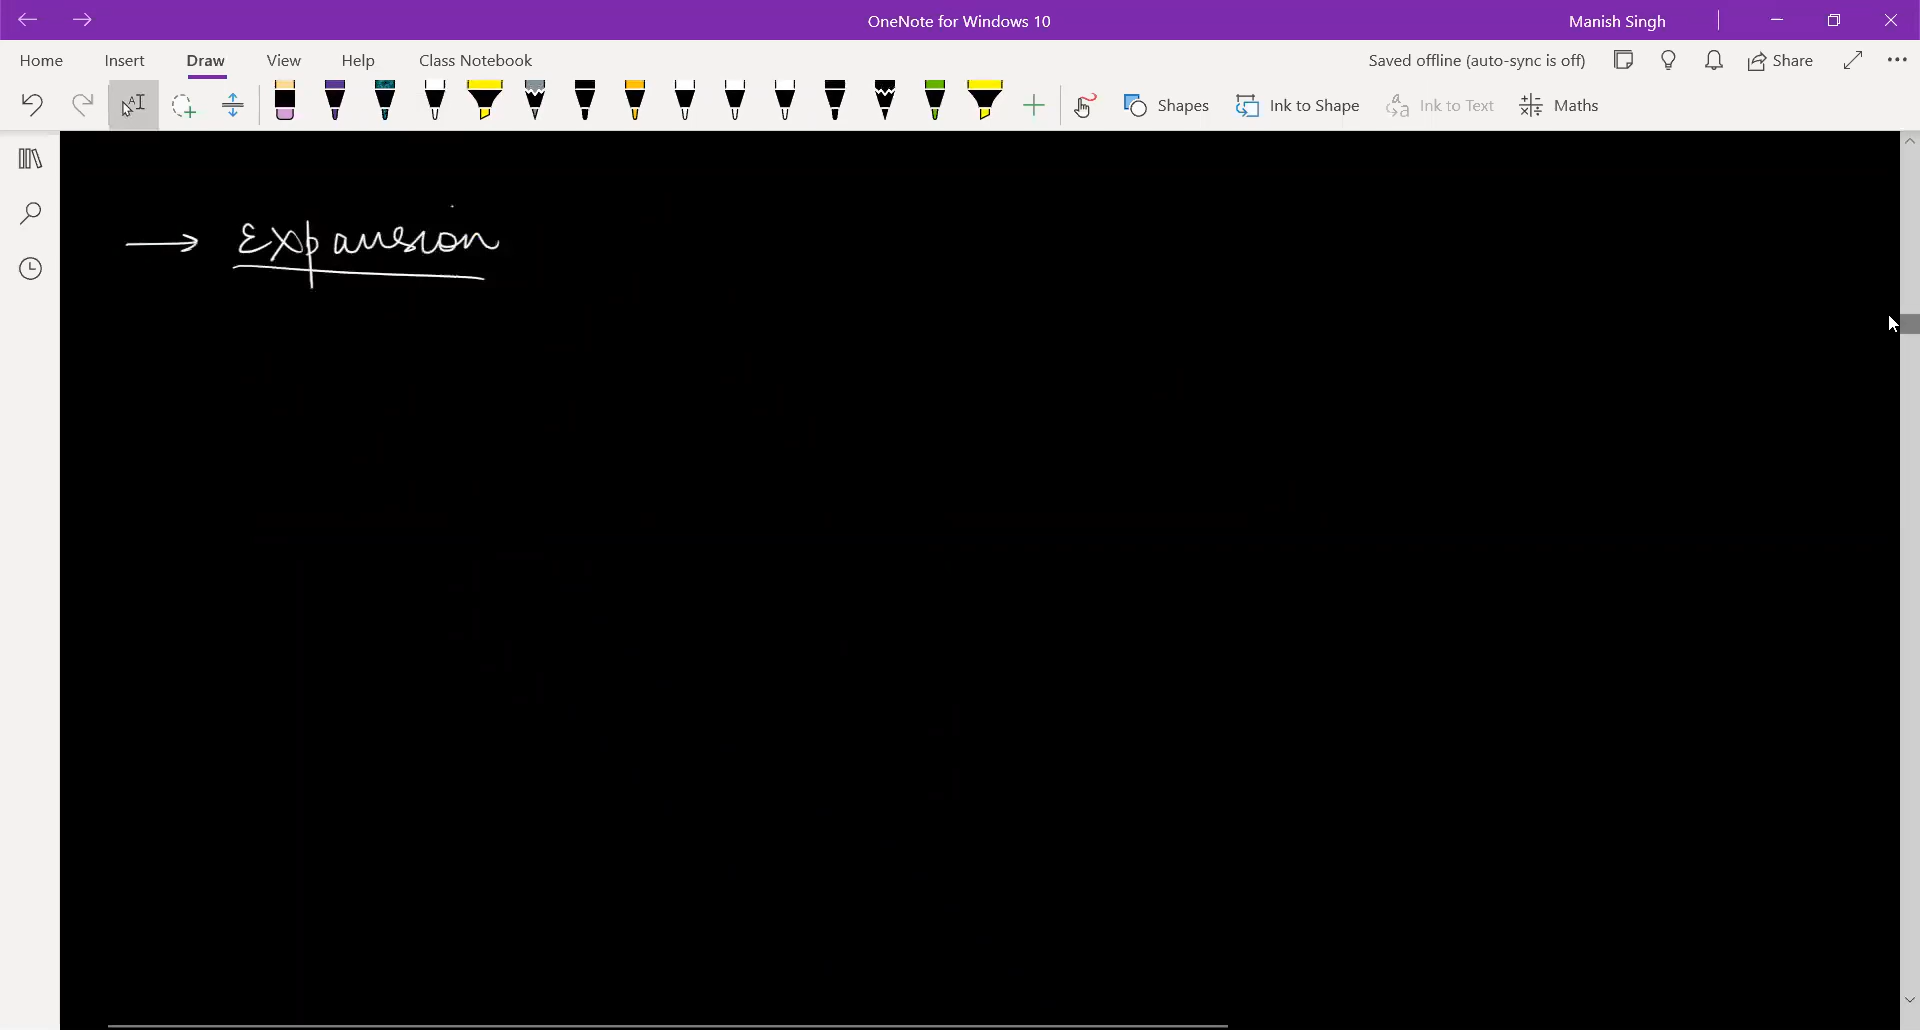 OneNote for Windows 10
Manish Singh
Home Insert Draw View Help Class Notebook
Saved offline (auto-sync is off) Share
Shapes Ink to Shape Ink to Text Maths
→ Expansion